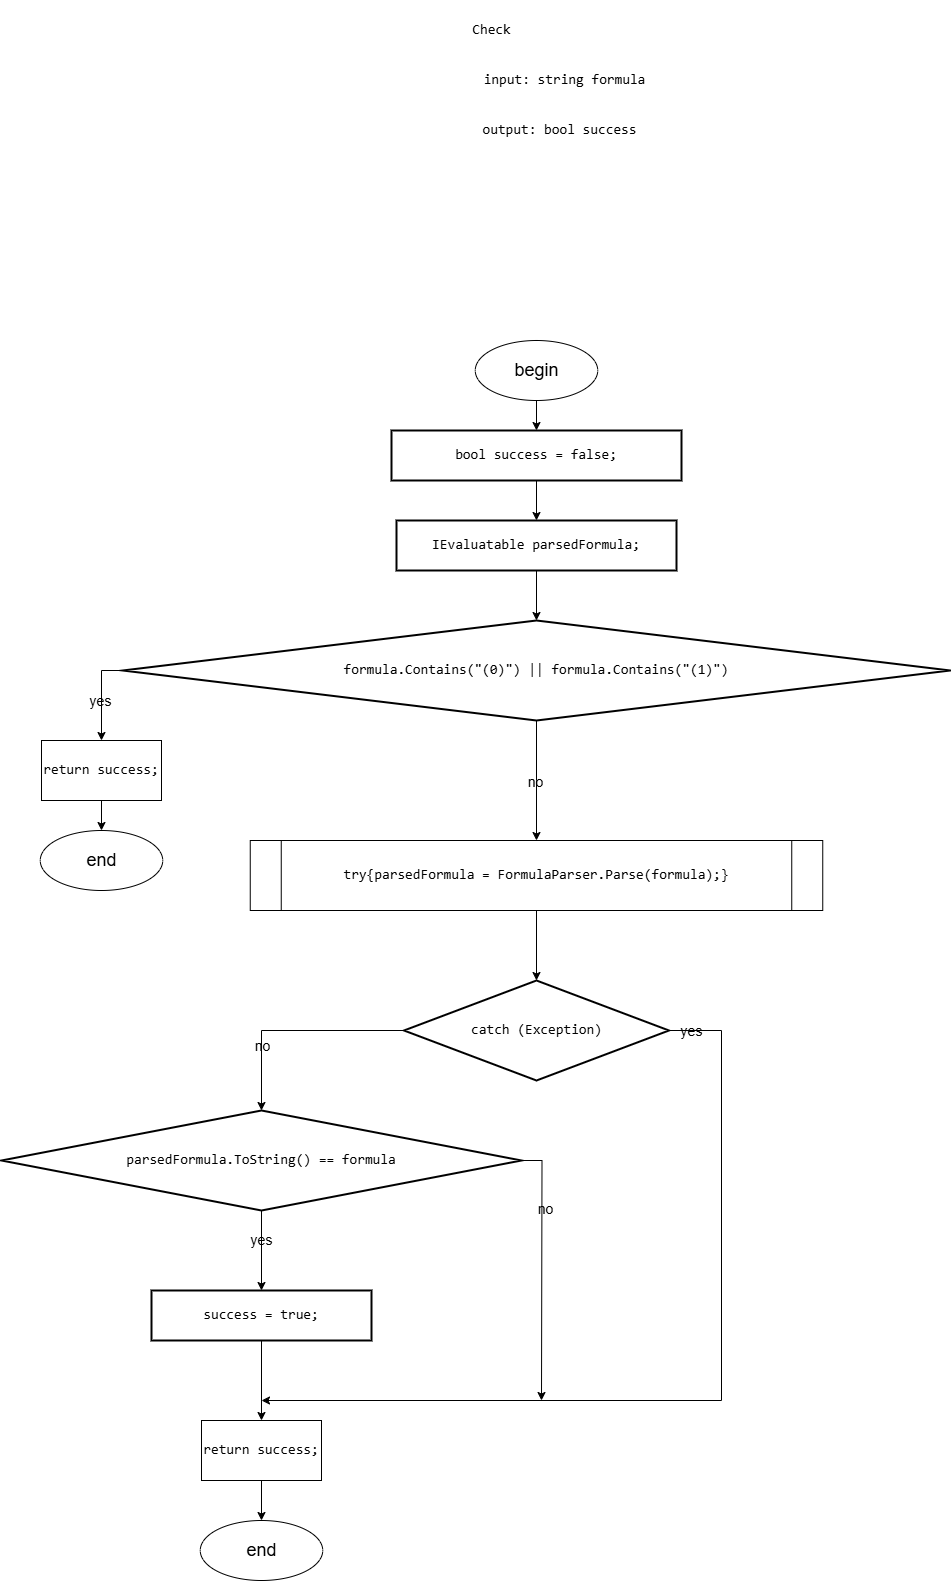 Check
input: string formula
output: bool success
begin
bool success = false;
IEvaluatable parsedFormula;
formula.Contains("(0)") || formula.Contains("(1)")
yes
return success;
no
end
try{parsedFormula = FormulaParser.Parse(formula);}
catch (Exception)
yes
no
parsedFormula.ToString() == formula
no
yes
success = true;
return success;
end